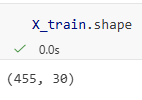 X_train.shape
0.0s
(455, 30)